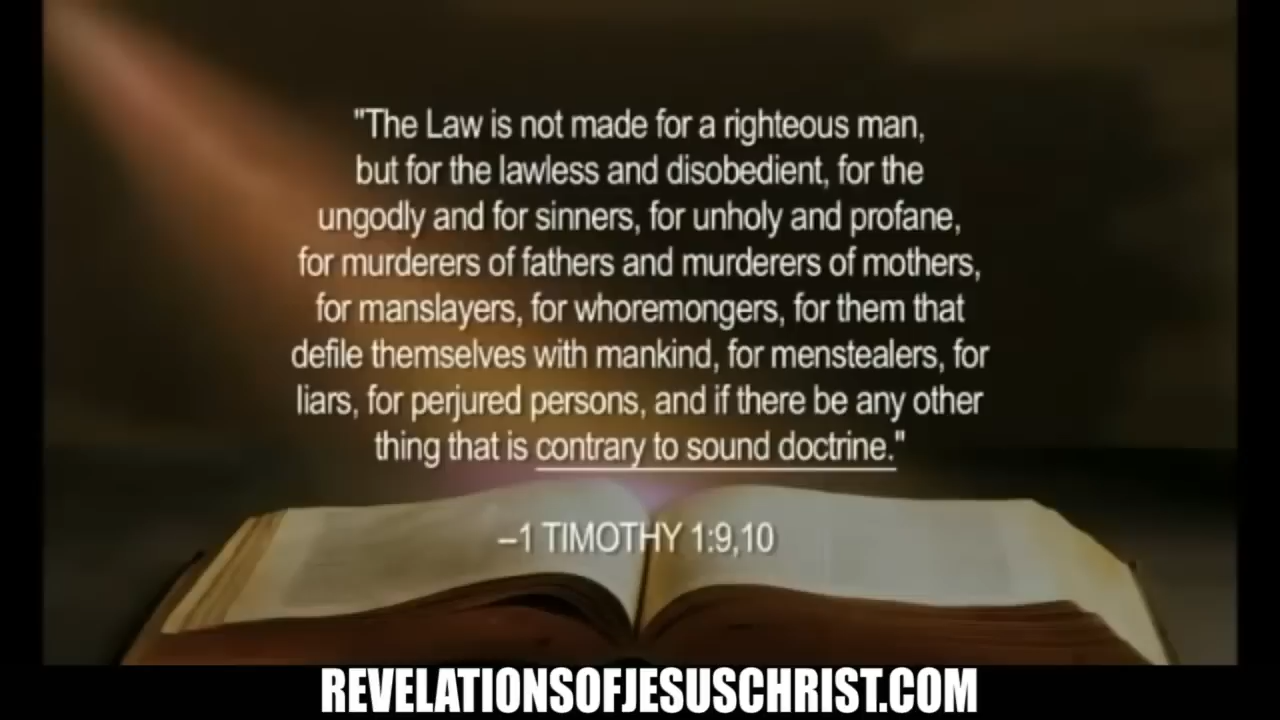 "The Law is not made for a righteous man,
but for the lawless and disobedient, for the
ungodly and for sinners, for unholy and profane,
for murderers of fathers and murderers of mothers,
for manslayers, for whoremongers, for them that
defile themselves with mankind, for menstealers, for
liars, for perjured persons, and if there be any other
thing that is contrary to sound doctrine."
–1 TIMOTHY 1:9,10
REVELATIONSOFJESUSCHRIST.COM